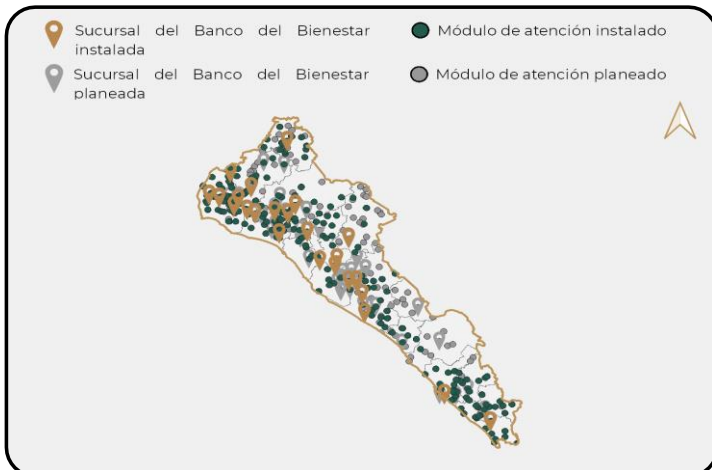 Sucursal del Banco del Bienestar
instalada
Módulo de atención instalado
Sucursal del Banco del Bienestar
planeada
Módulo de atención planeado